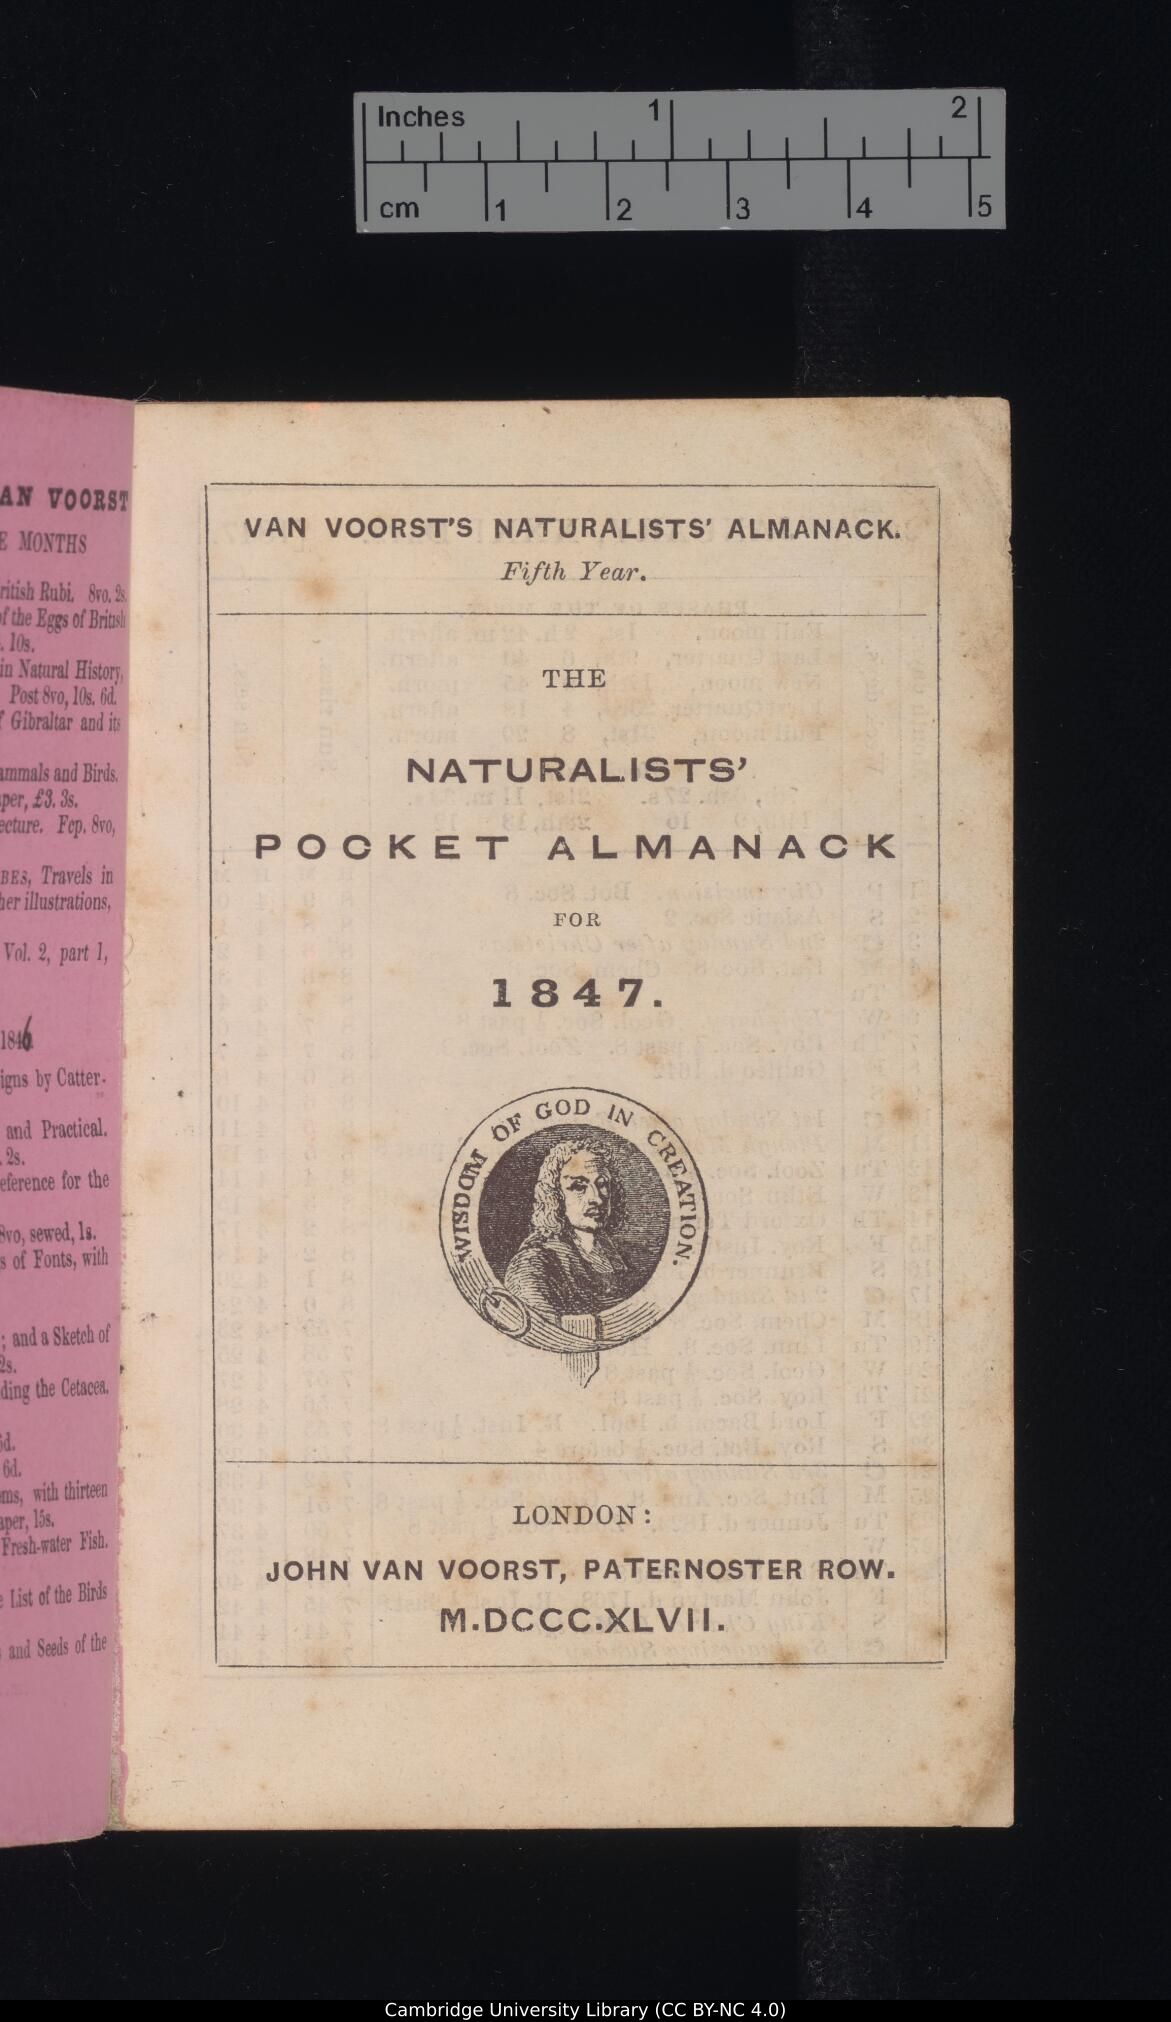 Inches 1 2
cm 1 2 3 4 5
AN VOORST
E MONTHS
ritish Rubi. 8vo. 2s.
of the Eggs of British
. 10s.
in Natural History,
Post 8vo, 10s. 6d.
f Gibraltar and its
ammals and Birds.
per, £3. 3s.
ecture. Fcp. 8vo,
BES, Travels in
her illustrations,
Vol. 2, part 1,
1846
igns by Catter-
and Practical.
. 2s.
eference for the
8vo, sewed, 1s.
s of Fonts, with
; and a Sketch of
2s.
ding the Cetacea.
6d.
6d.
ms, with thirteen
aper, 15s.
Fresh-water Fish.
e List of the Birds
and Seeds of the
VAN VOORST'S NATURALISTS' ALMANACK.
Fifth Year.
THE
NATURALISTS'
POCKET ALMANACK
FOR
1847.
WISDOM OF GOD IN CREATION.
LONDON:
JOHN VAN VOORST, PATERNOSTER ROW.
M.DCCC.XLVII.
Cambridge University Library (CC BY-NC 4.0)